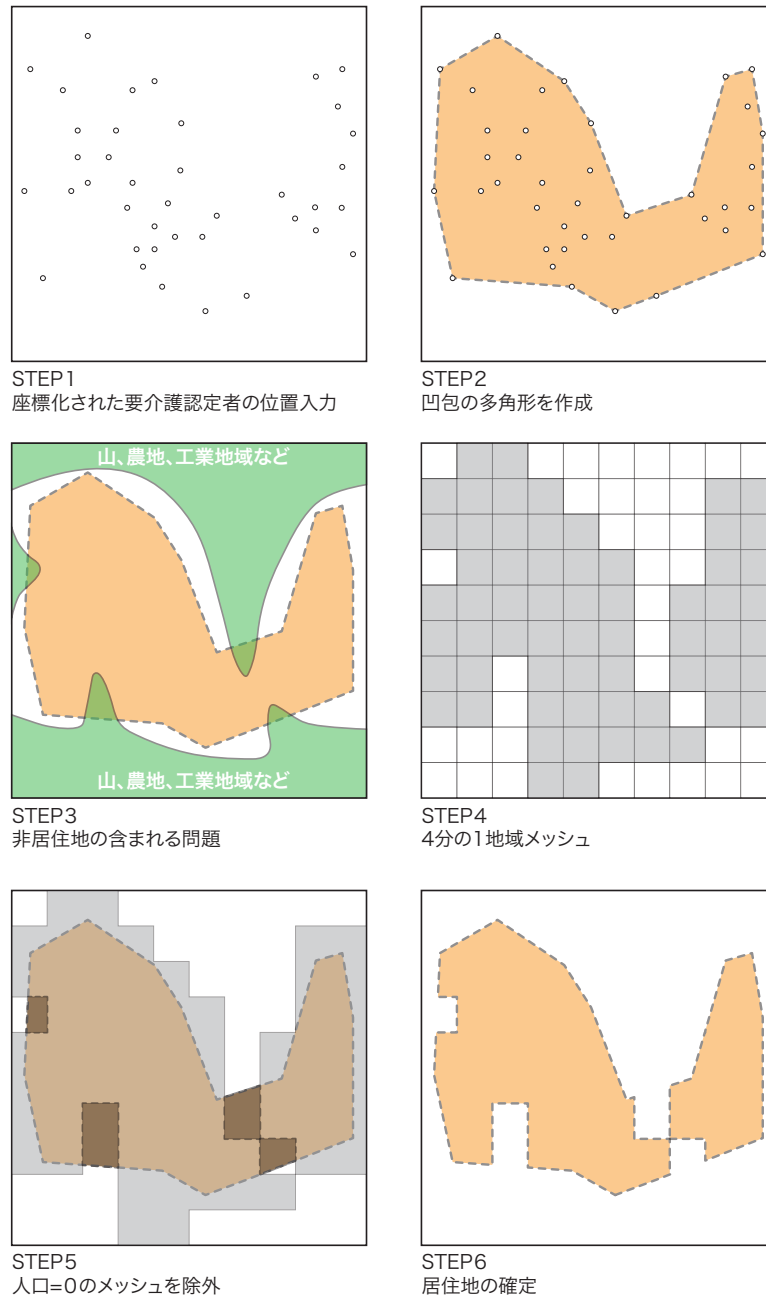 STEP1
座標化された要介護認定者の位置入力
STEP2
凹包の多角形を作成
山、農地、工業地域など
山、農地、工業地域など
STEP3
非居住地の含まれる問題
STEP4
4分の1地域メッシュ
STEP5
人口=0のメッシュを除外
STEP6
居住地の確定